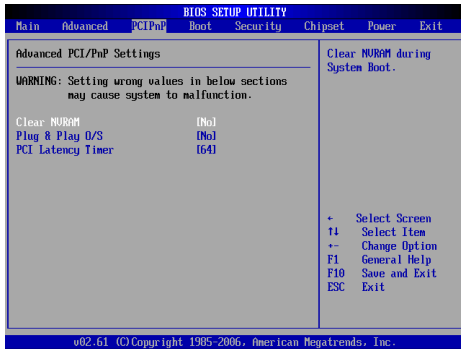 BIOS SETUP UTILITY
Main Advanced PCIPnP Boot Security Chipset Power Exit
Advanced PCI/PnP Settings
WARNING: Setting wrong values in below sections
may cause system to malfunction.
Clear NVRAM [No]
Plug & Play O/S [No]
PCI Latency Timer [64]
Clear NVRAM during
System Boot.
← Select Screen
↑↓ Select Item
+- Change Option
F1 General Help
F10 Save and Exit
ESC Exit
v02.61 (C)Copyright 1985-2006, American Megatrends, Inc.